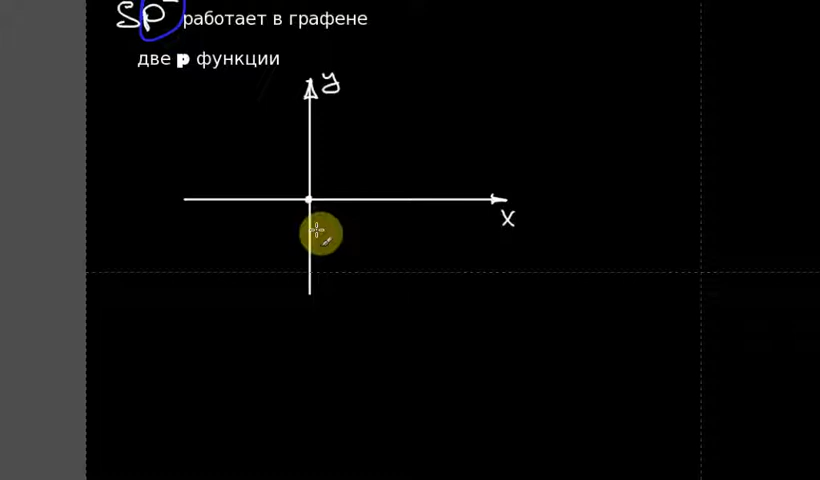 sp работает в графене
две p функции
y
x